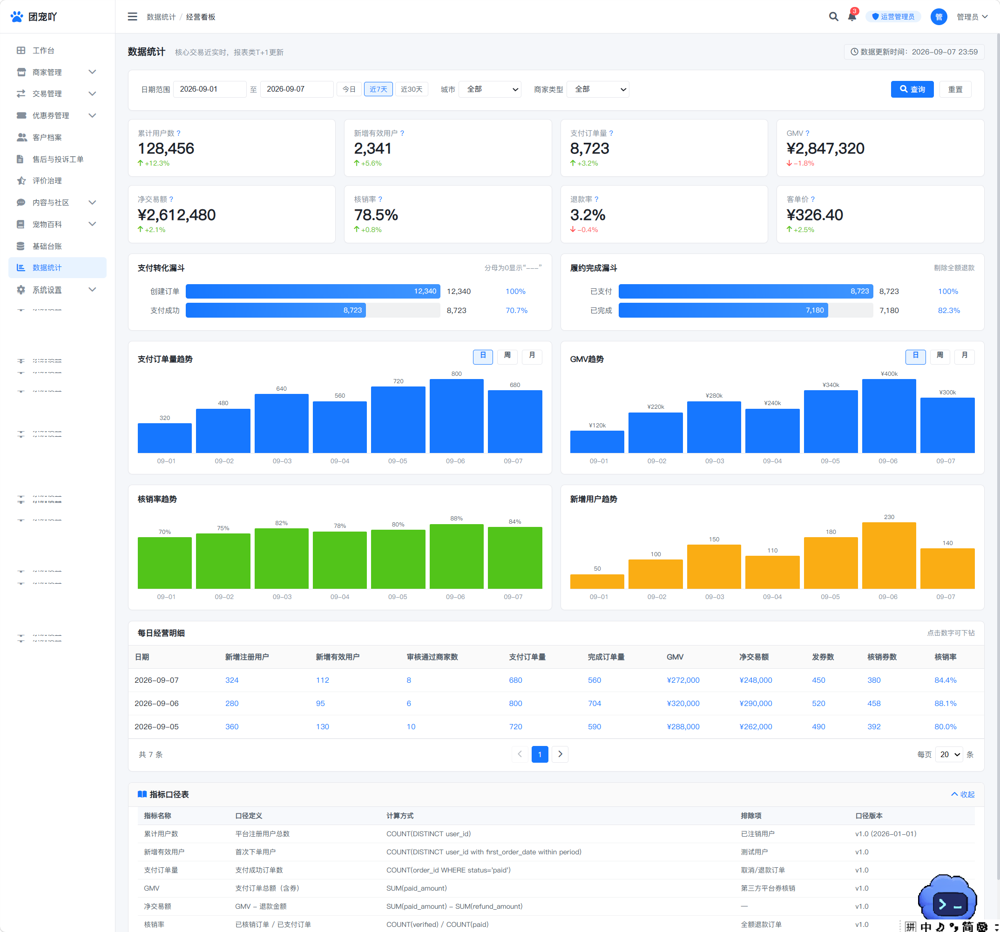 团宠吖
数据统计 / 经营看板
3
运营管理员
管
管理员
工作台
商家管理
交易管理
优惠券管理
客户档案
售后与投诉工单
评价治理
内容与社区
宠物百科
基础台账
数据统计
系统设置
数据统计 核心交易近实时，报表类T+1更新
数据更新时间：2026-09-07 23:59
日期范围 2026-09-01 至 2026-09-07 今日 近7天 近30天 城市 全部 商家类型 全部 查询 重置
累计用户数 ?
128,456
+12.3%
新增有效用户 ?
2,341
+5.6%
支付订单量 ?
8,723
+3.2%
GMV ?
¥2,847,320
-1.8%
净交易额 ?
¥2,612,480
+2.1%
核销率 ?
78.5%
+0.8%
退款率 ?
3.2%
-0.4%
客单价 ?
¥326.40
+2.5%
支付转化漏斗 分母为0显示“---”
创建订单 12,340 12,340 100%
支付成功 8,723 8,723 70.7%
履约完成漏斗 剔除全额退款
已支付 8,723 8,723 100%
已完成 7,180 7,180 82.3%
支付订单量趋势 日 周 月
320 480 640 560 720 800 680
09-01 09-02 09-03 09-04 09-05 09-06 09-07
GMV趋势 日 周 月
¥120k ¥220k ¥280k ¥240k ¥340k ¥400k ¥300k
09-01 09-02 09-03 09-04 09-05 09-06 09-07
核销率趋势
70% 75% 82% 78% 80% 88% 84%
09-01 09-02 09-03 09-04 09-05 09-06 09-07
新增用户趋势
50 100 150 110 180 230 140
09-01 09-02 09-03 09-04 09-05 09-06 09-07
每日经营明细 点击数字可下钻
日期 新增注册用户 新增有效用户 审核通过商家数 支付订单量 完成订单量 GMV 净交易额 发券数 核销券数 核销率
2026-09-07 324 112 8 680 560 ¥272,000 ¥248,000 450 380 84.4%
2026-09-06 280 95 6 800 704 ¥320,000 ¥290,000 520 458 88.1%
2026-09-05 360 130 10 720 590 ¥288,000 ¥262,000 490 392 80.0%
共 7 条 1 每页 20 条
指标口径表 收起
指标名称 口径定义 计算方式 排除项 口径版本
累计用户数 平台注册用户总数 COUNT(DISTINCT user_id) 已注销用户 v1.0 (2026-01-01)
新增有效用户 首次下单用户 COUNT(DISTINCT user_id with first_order_date within period) 测试用户 v1.0
支付订单量 支付成功订单数 COUNT(order_id WHERE status='paid') 取消/退款订单 v1.0
GMV 支付订单总额（含券） SUM(paid_amount) 第三方平台券核销 v1.0
净交易额 GMV - 退款金额 SUM(paid_amount) - SUM(refund_amount) — v1.0
核销率 已核销订单 / 已支付订单 COUNT(verified) / COUNT(paid) 全额退款订单 v1.0
拼 中 简